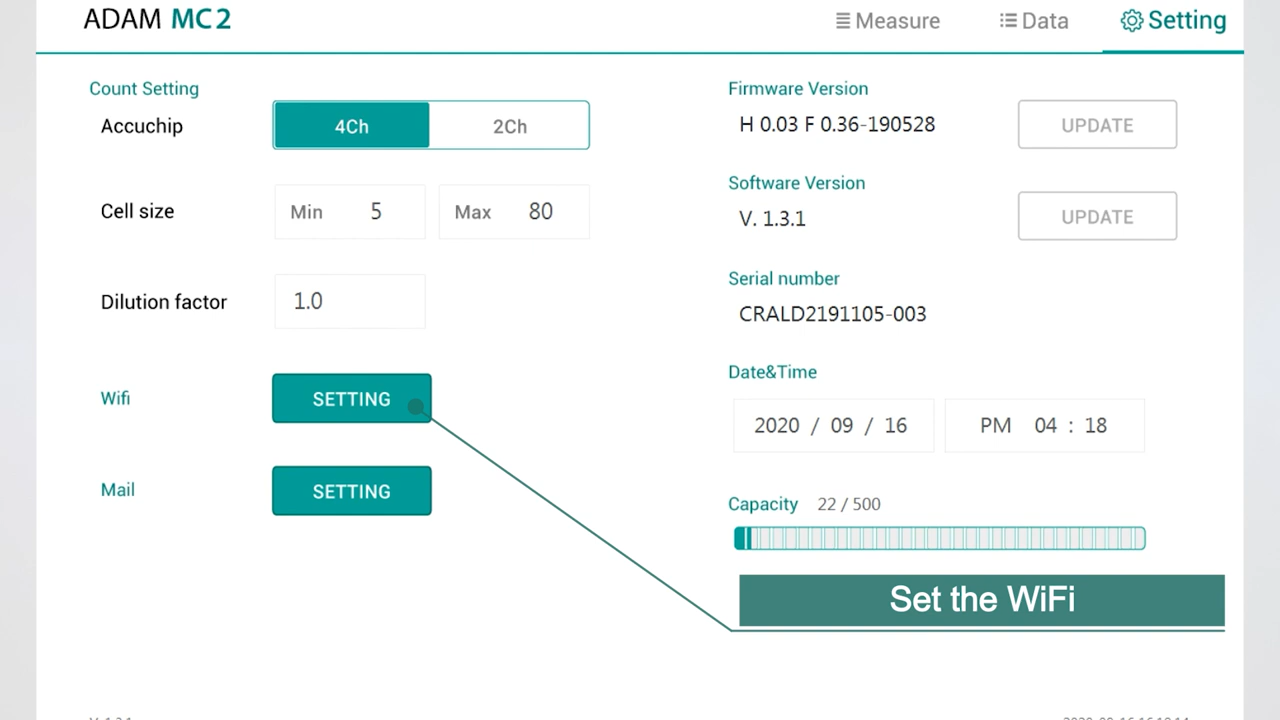 ADAM MC2
Measure
Data
Setting
Count Setting
Accuchip
4Ch
2Ch
Cell size
Min 5
Max 80
Dilution factor
1.0
Wifi
SETTING
Mail
SETTING
Firmware Version
H 0.03 F 0.36-190528
UPDATE
Software Version
V. 1.3.1
UPDATE
Serial number
CRALD2191105-003
Date&Time
2020 / 09 / 16
PM 04 : 18
Capacity 22 / 500
Set the WiFi